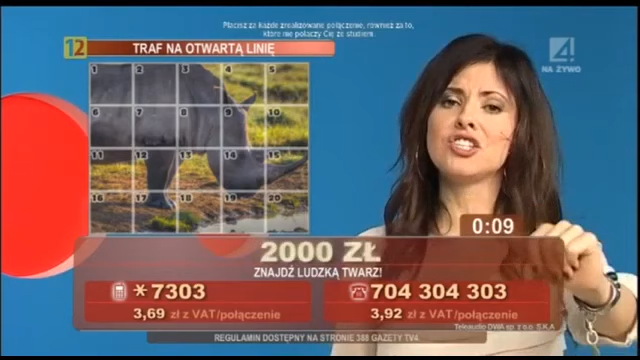 Płacisz za każde zrealizowane połączenie, również za to,
które nie połączy Cię ze studiem.
12
TRAF NA OTWARTĄ LINIĘ
4
NA ŻYWO
1 2 3 4 5
6 7 8 9 10
11 12 13 14 15
16 17 18 19 20
0:09
2000 ZŁ
ZNAJDŹ LUDZKĄ TWARZ!
*7303
704 304 303
3,69 zł z VAT/połączenie
3,92 zł z VAT/połączenie
Teleaudio DWA sp. z o.o. S.K.A.
REGULAMIN DOSTĘPNY NA STRONIE 388 GAZETY TV4